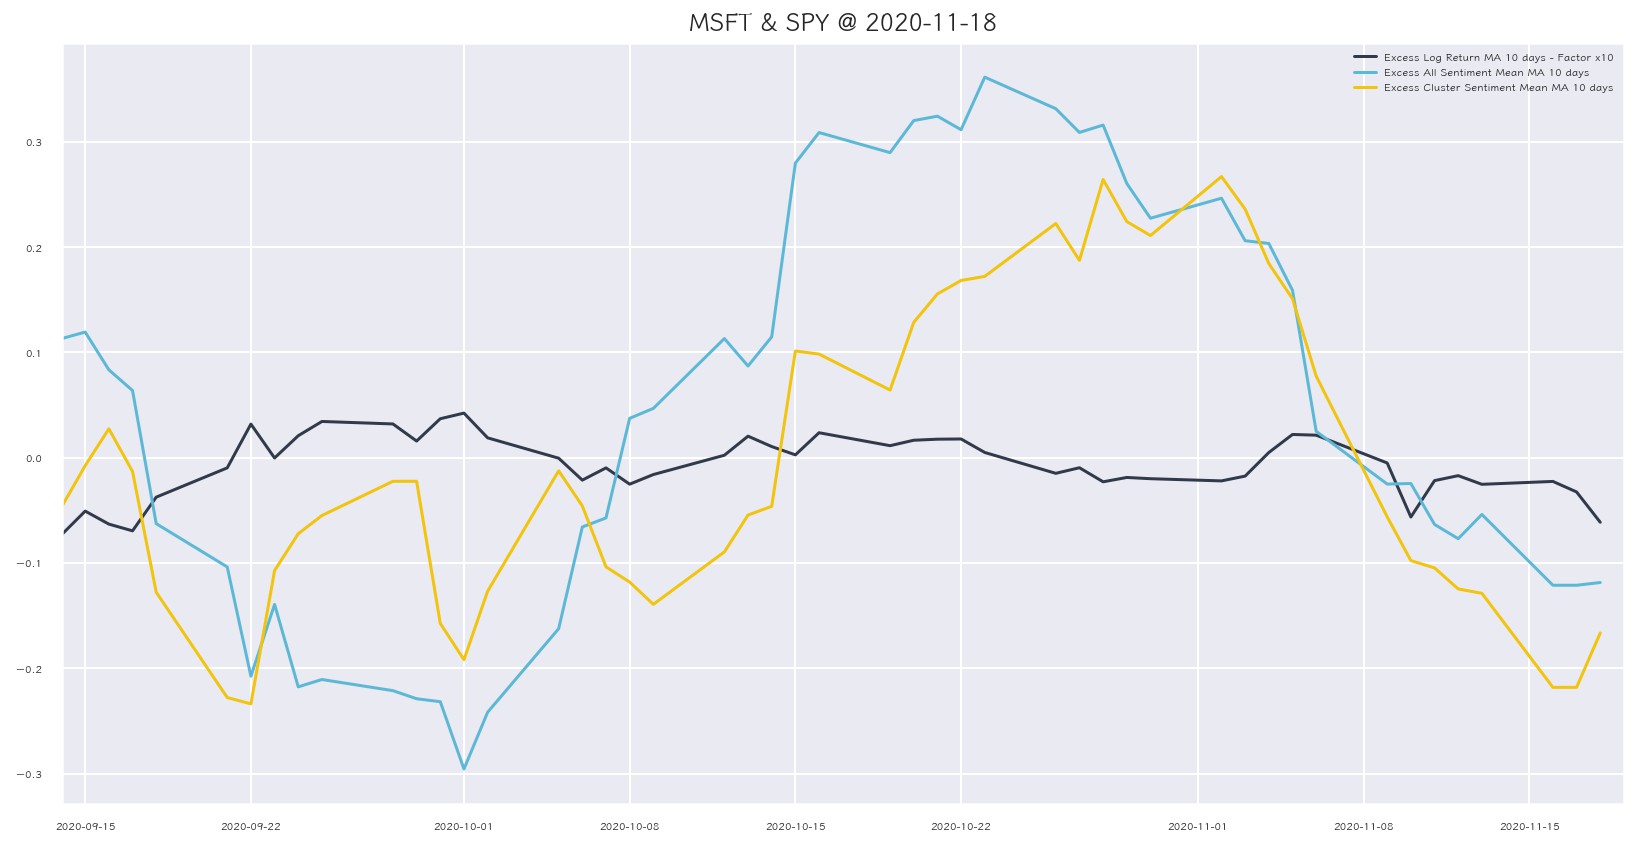 MSFT & SPY @ 2020-11-18
Excess Log Return MA 10 days - Factor x10
Excess All Sentiment Mean MA 10 days
Excess Cluster Sentiment Mean MA 10 days
0.3
0.2
0.1
0.0
−0.1
−0.2
−0.3
2020-09-15 2020-09-22 2020-10-01 2020-10-08 2020-10-15 2020-10-22 2020-11-01 2020-11-08 2020-11-15